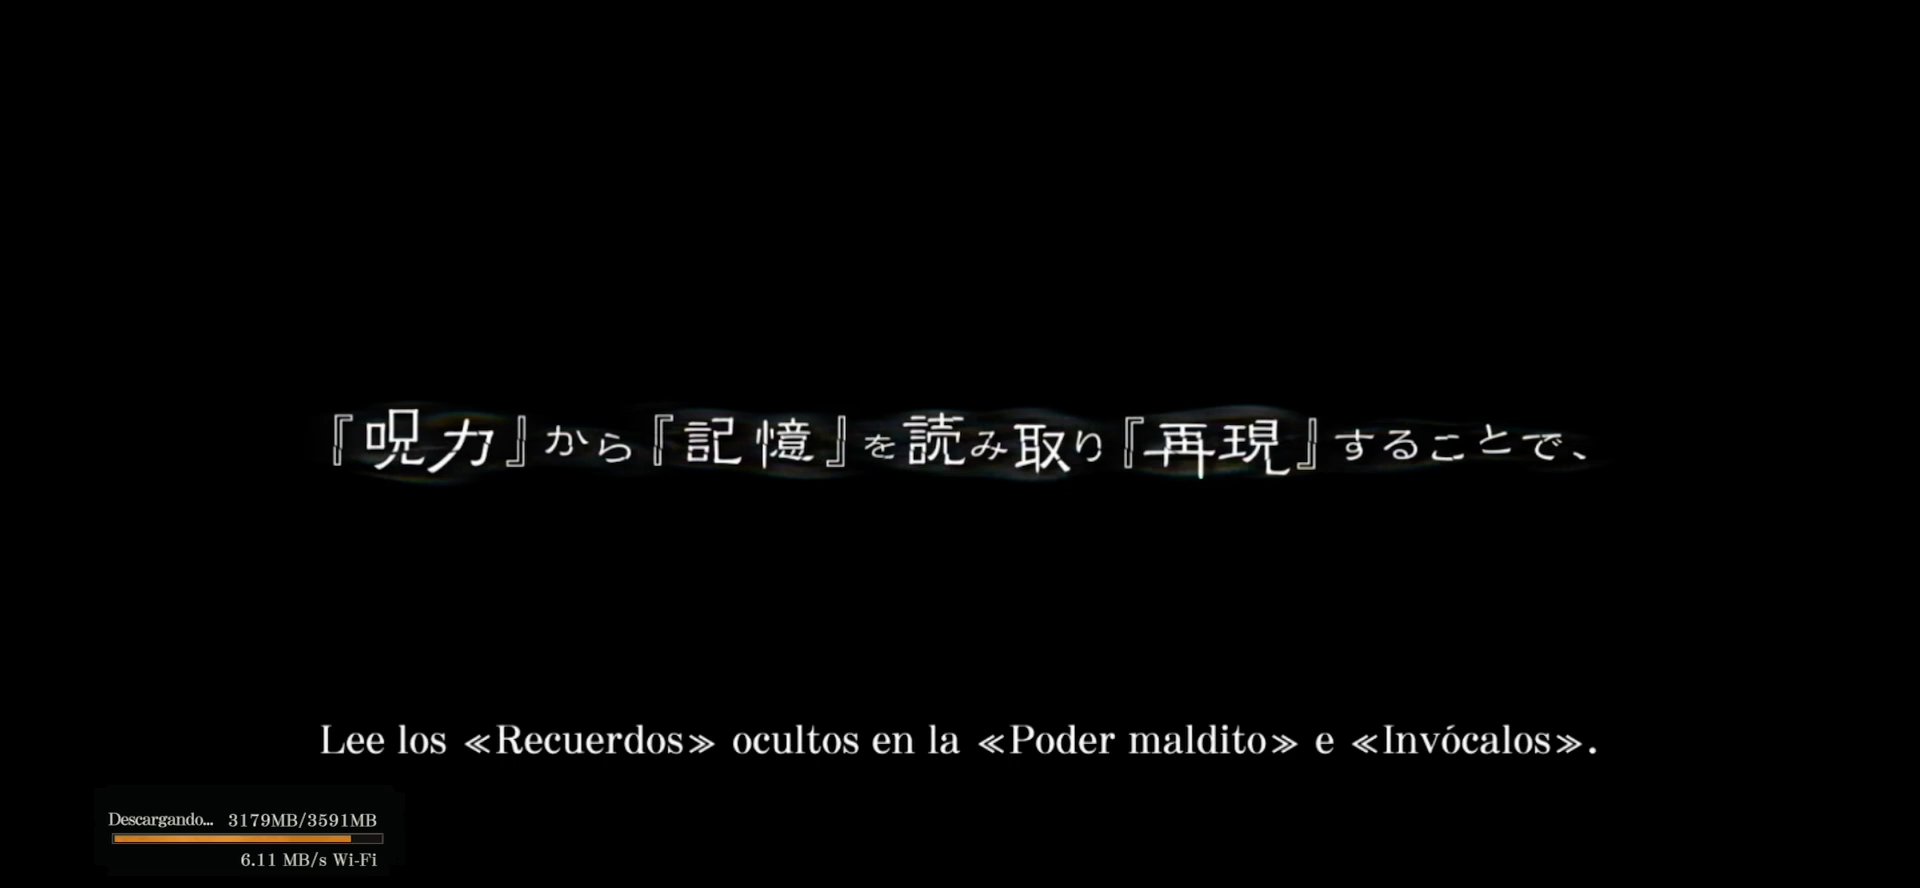 『呪力』から『記憶』を読み取り『再現』することで、
Lee los ≪Recuerdos≫ ocultos en la ≪Poder maldito≫ e ≪Invócalos≫.
Descargando... 3179MB/3591MB
6.11 MB/s Wi-Fi